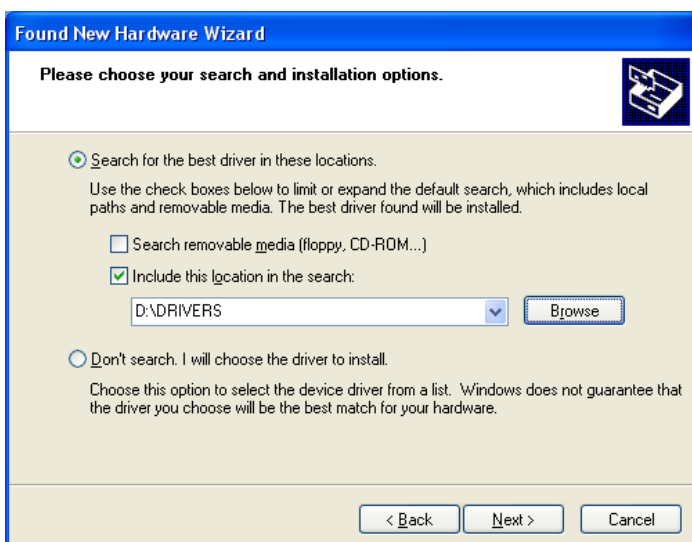 Found New Hardware Wizard
Please choose your search and installation options.
Search for the best driver in these locations.
Use the check boxes below to limit or expand the default search, which includes local
paths and removable media. The best driver found will be installed.
Search removable media (floppy, CD-ROM...)
Include this location in the search:
D:\DRIVERS
Browse
Don't search. I will choose the driver to install.
Choose this option to select the device driver from a list. Windows does not guarantee that
the driver you choose will be the best match for your hardware.
< Back Next > Cancel